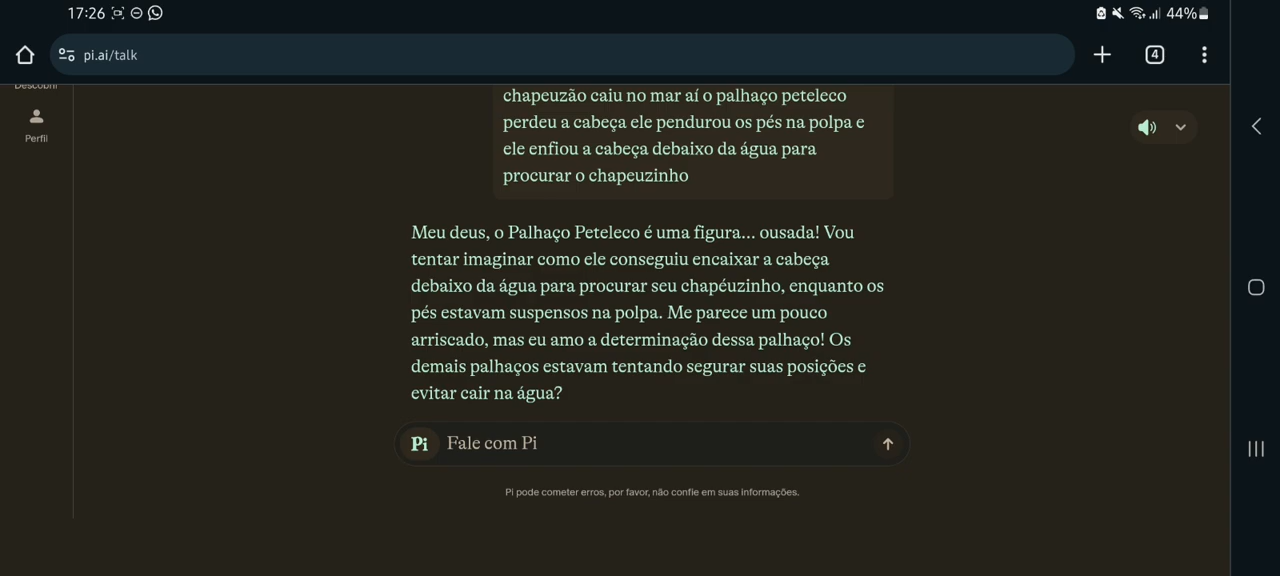 17:26
44%
pi.ai/talk
4
Descobrir
Perfil
chapeuzão caiu no mar aí o palhaço peteleco
perdeu a cabeça ele pendurou os pés na polpa e
ele enfiou a cabeça debaixo da água para
procurar o chapeuzinho
Meu deus, o Palhaço Peteleco é uma figura... ousada! Vou
tentar imaginar como ele conseguiu encaixar a cabeça
debaixo da água para procurar seu chapéuzinho, enquanto os
pés estavam suspensos na polpa. Me parece um pouco
arriscado, mas eu amo a determinação dessa palhaço! Os
demais palhaços estavam tentando segurar suas posições e
evitar cair na água?
Pi Fale com Pi
Pi pode cometer erros, por favor, não confie em suas informações.